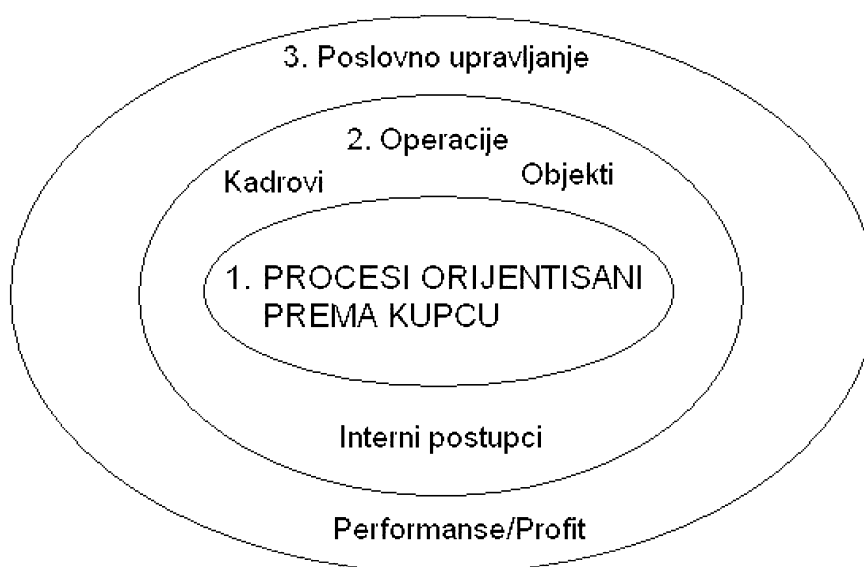 3. Poslovno upravljanje
2. Operacije
Kadrovi
Objekti
1. PROCESI ORIJENTISANI
PREMA KUPCU
Interni postupci
Performanse/Profit